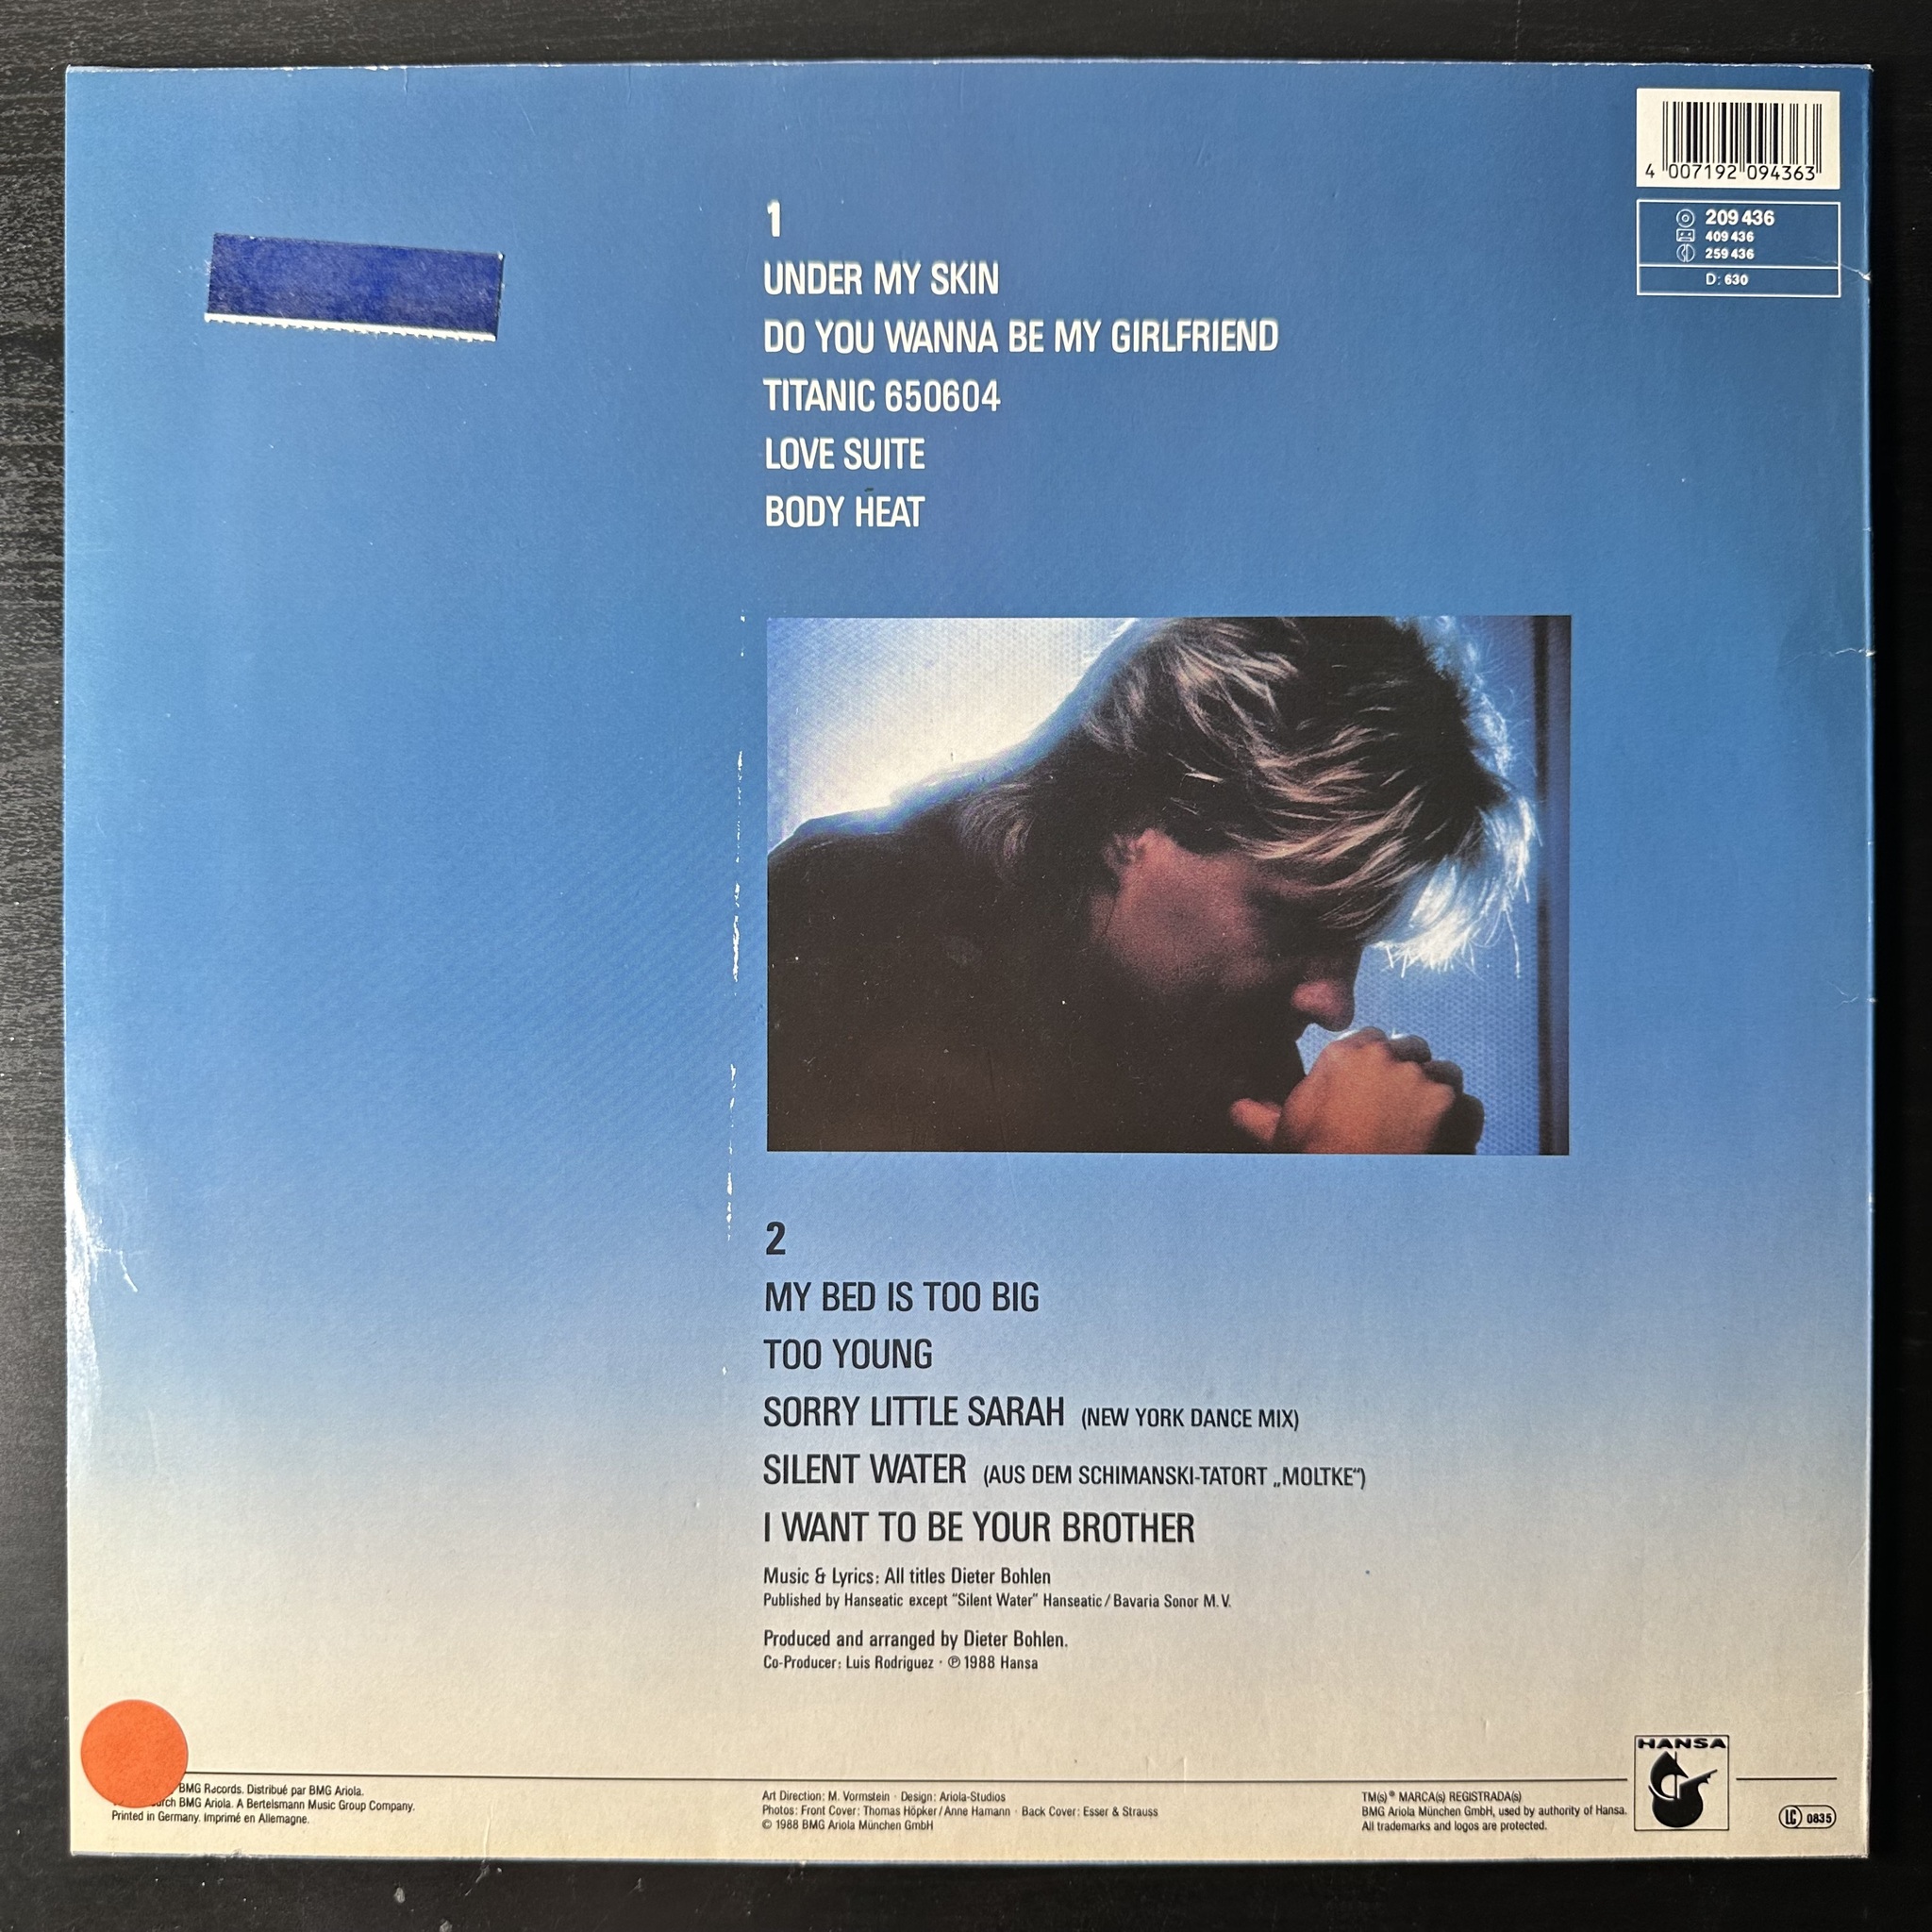 4 007192 094363
209 436
409 436
259 436
D: 630
1
UNDER MY SKIN
DO YOU WANNA BE MY GIRLFRIEND
TITANIC 650604
LOVE SUITE
BODY HEAT
2
MY BED IS TOO BIG
TOO YOUNG
SORRY LITTLE SARAH (NEW YORK DANCE MIX)
SILENT WATER (AUS DEM SCHIMANSKI-TATORT „MOLTKE“)
I WANT TO BE YOUR BROTHER
Music & Lyrics: All titles Dieter Bohlen
Published by Hanseatic except "Silent Water" Hanseatic / Bavaria Sonor M.V.
Produced and arranged by Dieter Bohlen.
Co-Producer: Luis Rodriguez · ℗ 1988 Hansa
BMG Records. Distribué par BMG Ariola.
BMG Ariola. A Bertelsmann Music Group Company.
Printed in Germany. Imprimé en Allemagne.
Art Direction: M. Vormstein · Design: Ariola-Studios
Photos: Front Cover: Thomas Höpker / Anne Hamann · Back Cover: Esser & Strauss
© 1988 BMG Ariola München GmbH
TM(s) ® MARCA(s) REGISTRADA(s)
BMG Ariola München GmbH, used by authority of Hansa.
All trademarks and logos are protected.
HANSA
LC 0835